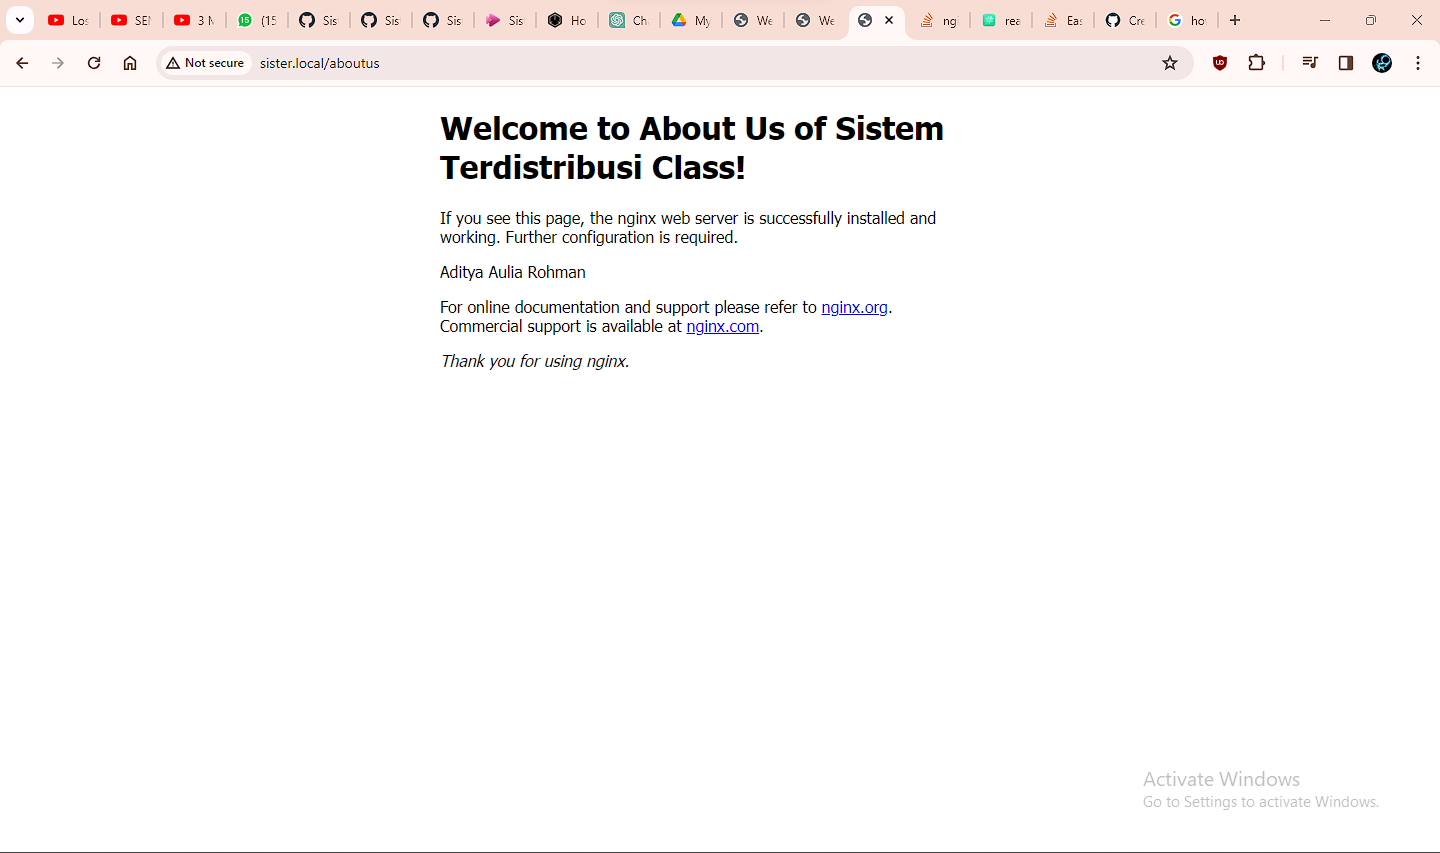 Los
SEN
3 M
15
(15
Sis
Sis
Sis
Sis
Ho
Ch
My
We
We
ng
rea
Eas
Cre
ho
Not secure
sister.local/aboutus
Welcome to About Us of Sistem
Terdistribusi Class!
If you see this page, the nginx web server is successfully installed and
working. Further configuration is required.
Aditya Aulia Rohman
For online documentation and support please refer to nginx.org.
Commercial support is available at nginx.com.
Thank you for using nginx.
Activate Windows
Go to Settings to activate Windows.